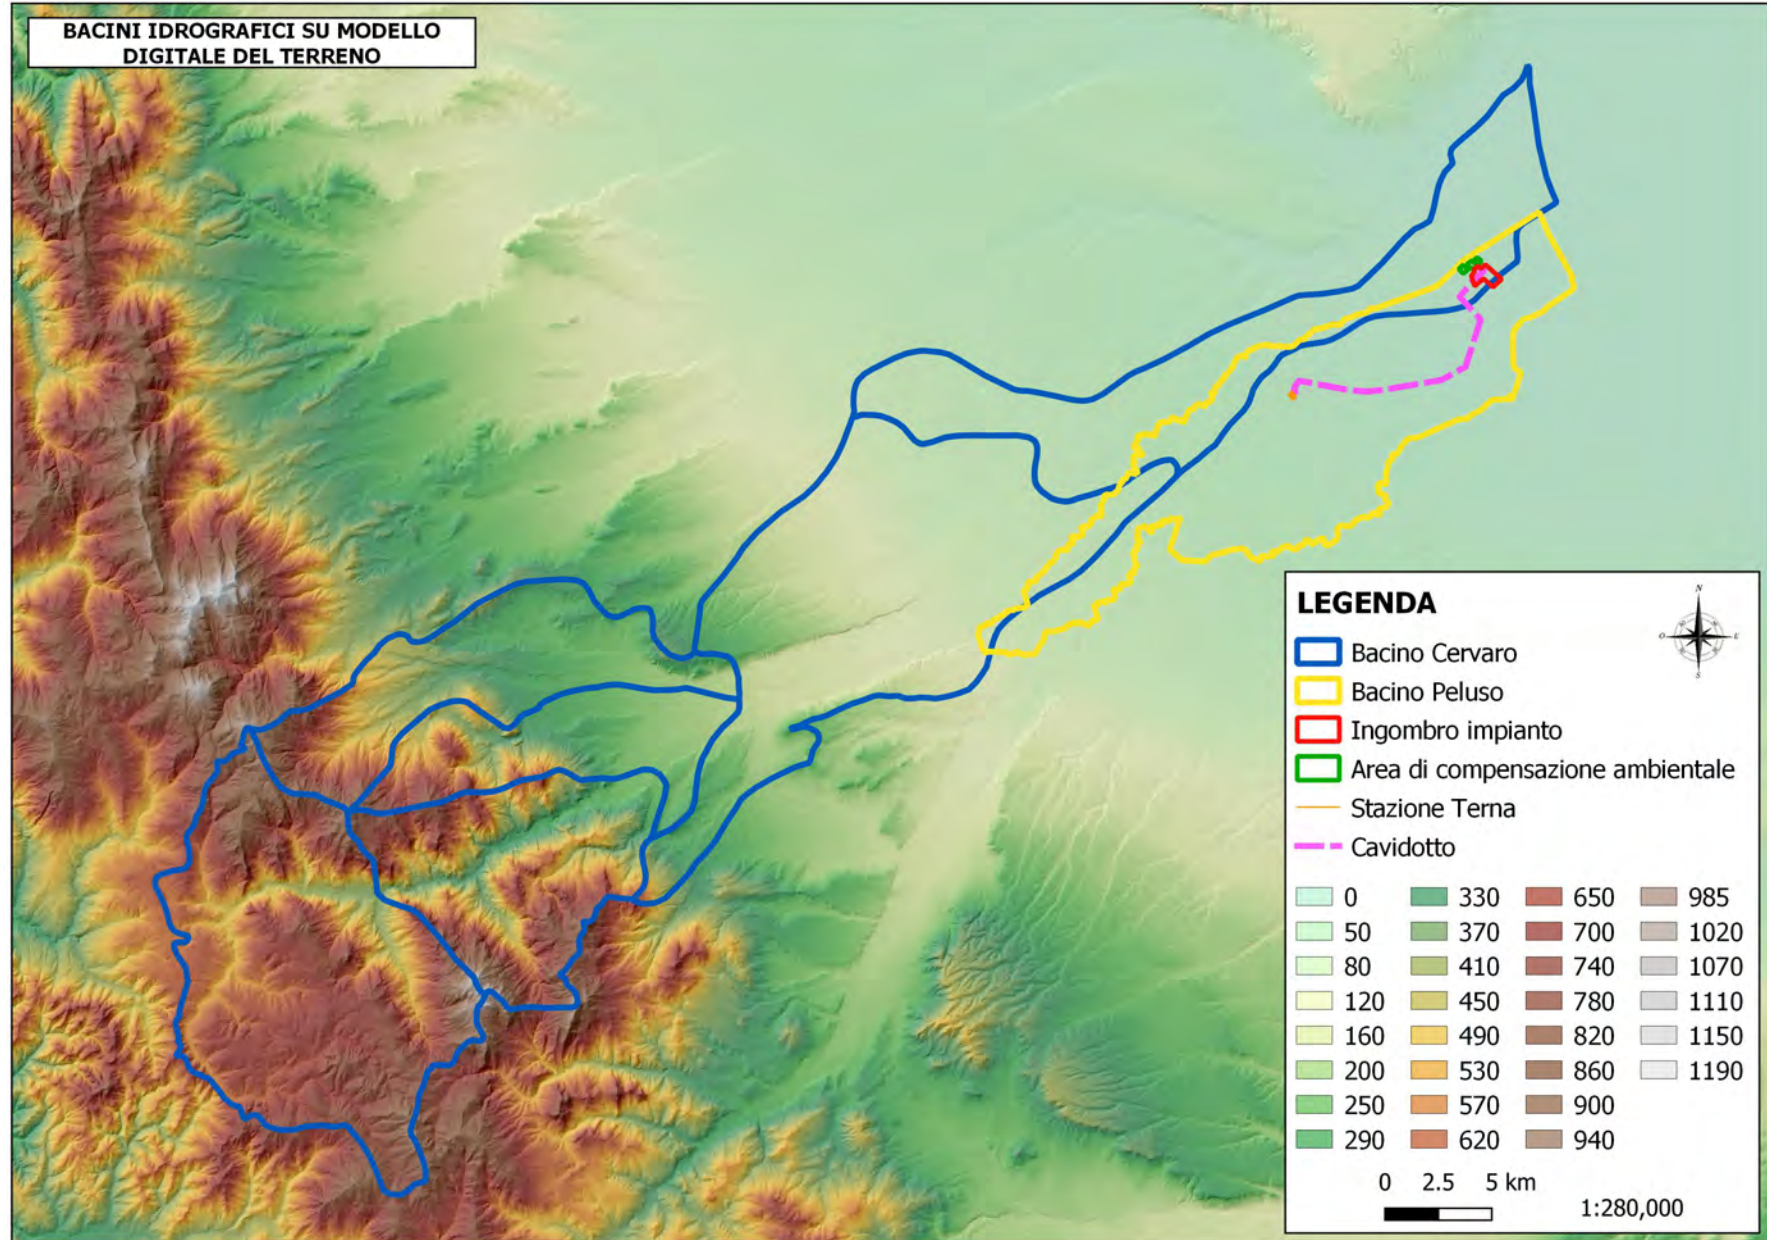 BACINI IDROGRAFICI SU MODELLO
DIGITALE DEL TERRENO
LEGENDA
N
O
E
S
Bacino Cervaro
Bacino Peluso
Ingombro impianto
Area di compensazione ambientale
Stazione Terna
Cavidotto
0 330 650 985
50 370 700 1020
80 410 740 1070
120 450 780 1110
160 490 820 1150
200 530 860 1190
250 570 900
290 620 940
0 2.5 5 km
1:280,000